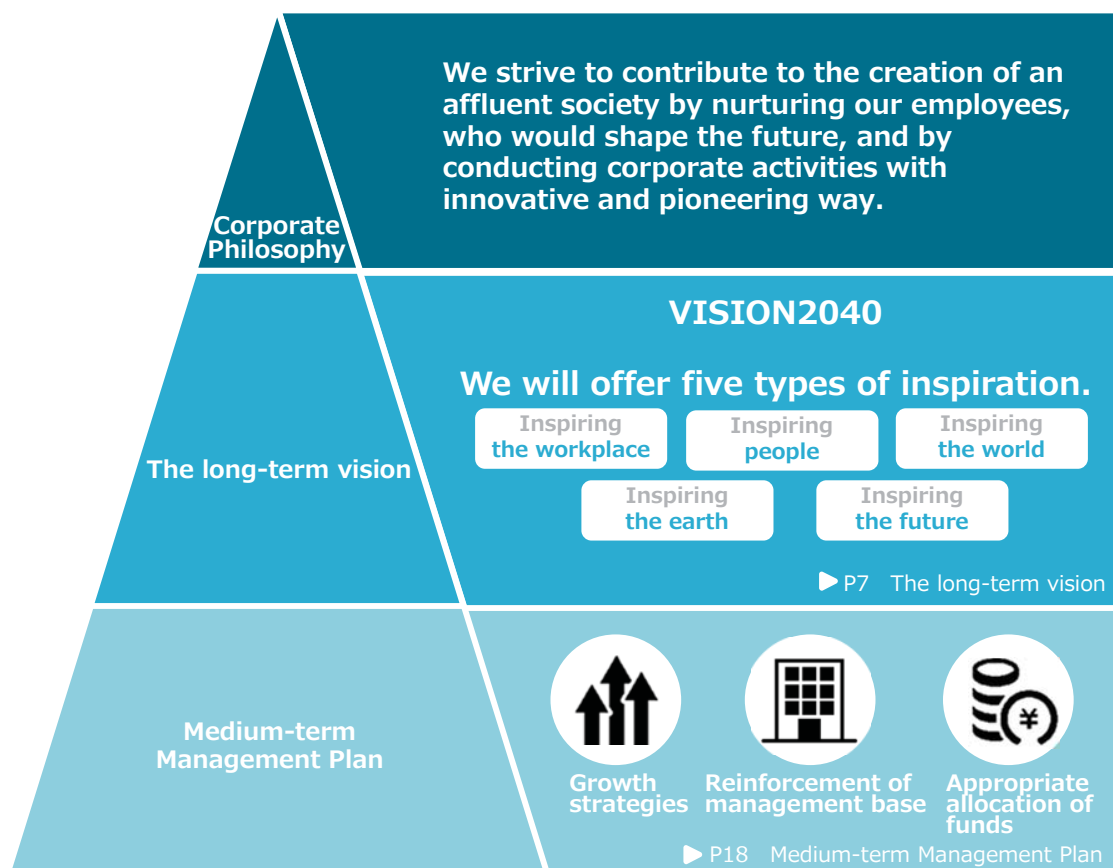 We strive to contribute to the creation of an
affluent society by nurturing our employees,
who would shape the future, and by
conducting corporate activities with
innovative and pioneering way.
Corporate
Philosophy
VISION2040
We will offer five types of inspiration.
Inspiring
the workplace
Inspiring
people
Inspiring
the world
Inspiring
the earth
Inspiring
the future
The long-term vision
P7 The long-term vision
Medium-term
Management Plan
¥
Growth
strategies
Reinforcement of
management base
Appropriate
allocation of
funds
P18 Medium-term Management Plan